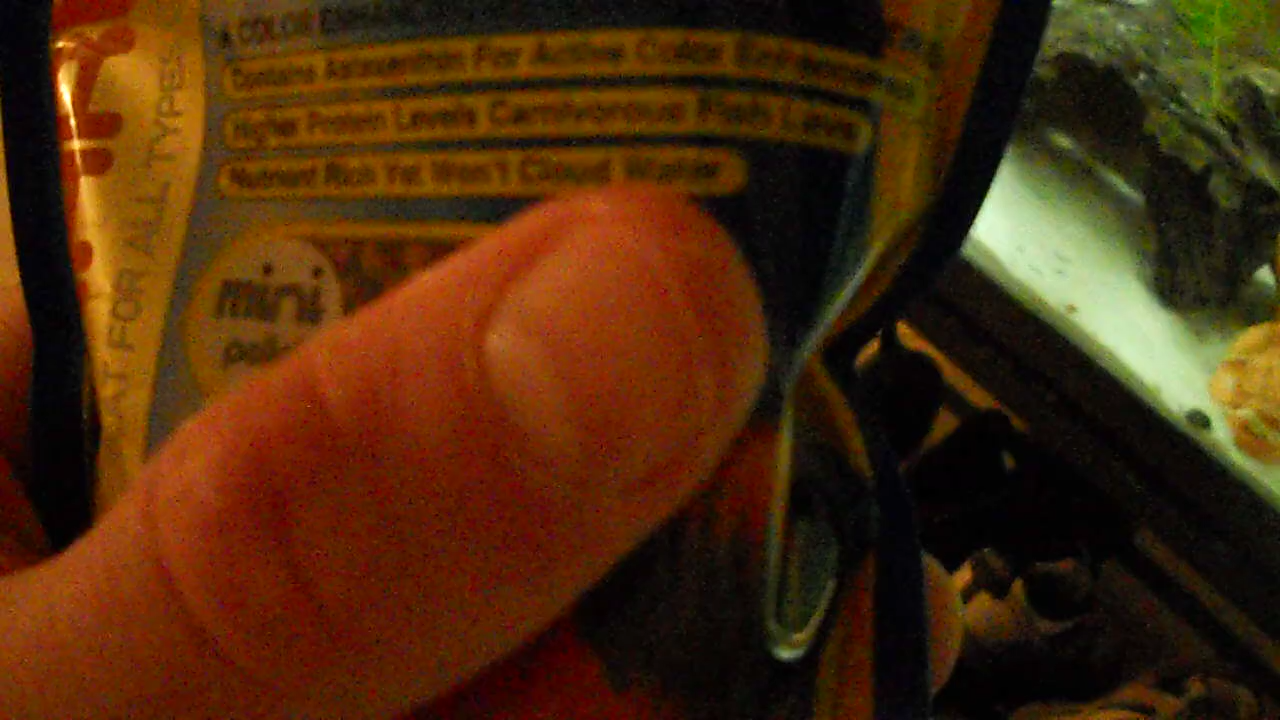 A COLOR
Contains Astaxanthin For Active Color Enhancement
Higher Protein Levels Carnivorous Fish Love
Nutrient Rich Yet Won't Cloud Water
mini
FOR ALL TYPES